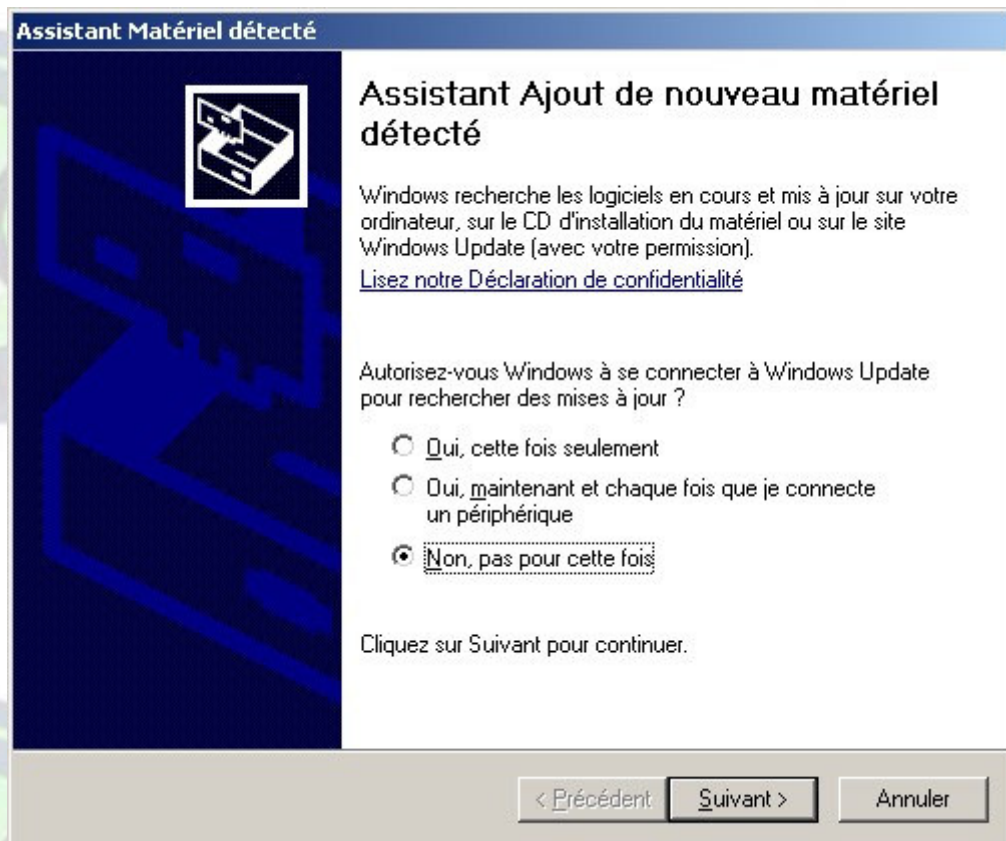 Assistant Matériel détecté
Assistant Ajout de nouveau matériel
détecté
Windows recherche les logiciels en cours et mis à jour sur votre
ordinateur, sur le CD d'installation du matériel ou sur le site
Windows Update (avec votre permission).
Lisez notre Déclaration de confidentialité
Autorisez-vous Windows à se connecter à Windows Update
pour rechercher des mises à jour ?
Oui, cette fois seulement
Oui, maintenant et chaque fois que je connecte
un périphérique
Non, pas pour cette fois
Cliquez sur Suivant pour continuer.
< Précédent
Suivant >
Annuler